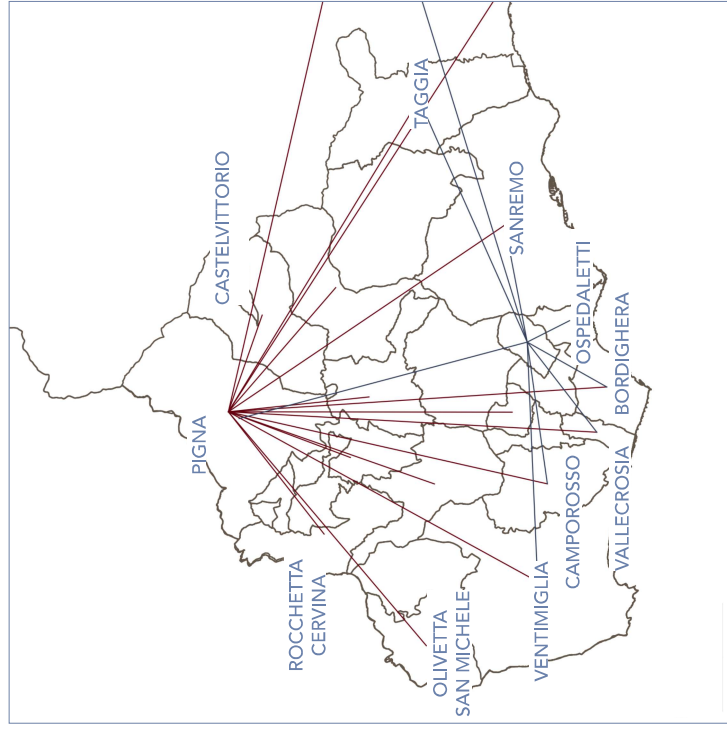 PIGNA
CASTELVITTORIO
TAGGIA
ROCCHETTA
CERVINA
SANREMO
OLIVETTA
SAN MICHELE
VENTIMIGLIA
CAMPOROSSO
OSPEDALETTI
VALLECROSIA
BORDIGHERA